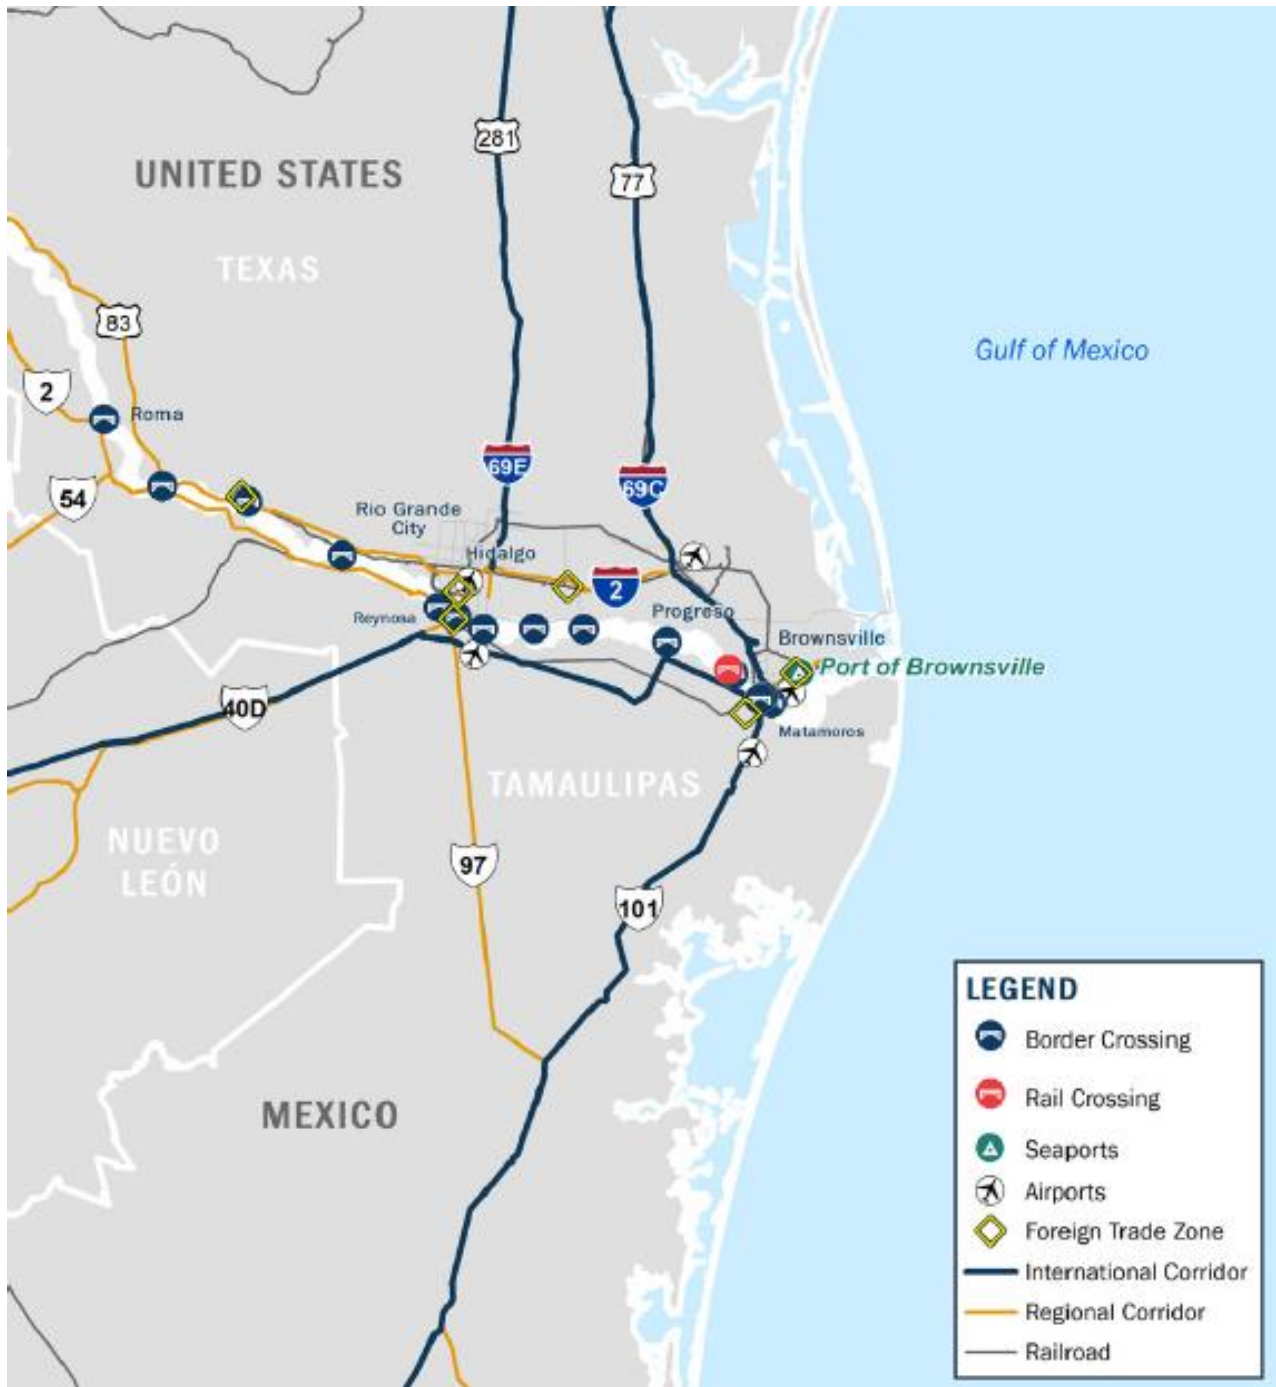 281
77
UNITED STATES
TEXAS
83
Gulf of Mexico
2
Roma
69E
69C
54
Rio Grande
City
Hidalgo
2
Reynosa
Progreso
Brownsville
Port of Brownsville
40D
Matamoros
TAMAULIPAS
NUEVO
LEÓN
97
101
MEXICO
LEGEND
Border Crossing
Rail Crossing
Seaports
Airports
Foreign Trade Zone
International Corridor
Regional Corridor
Railroad